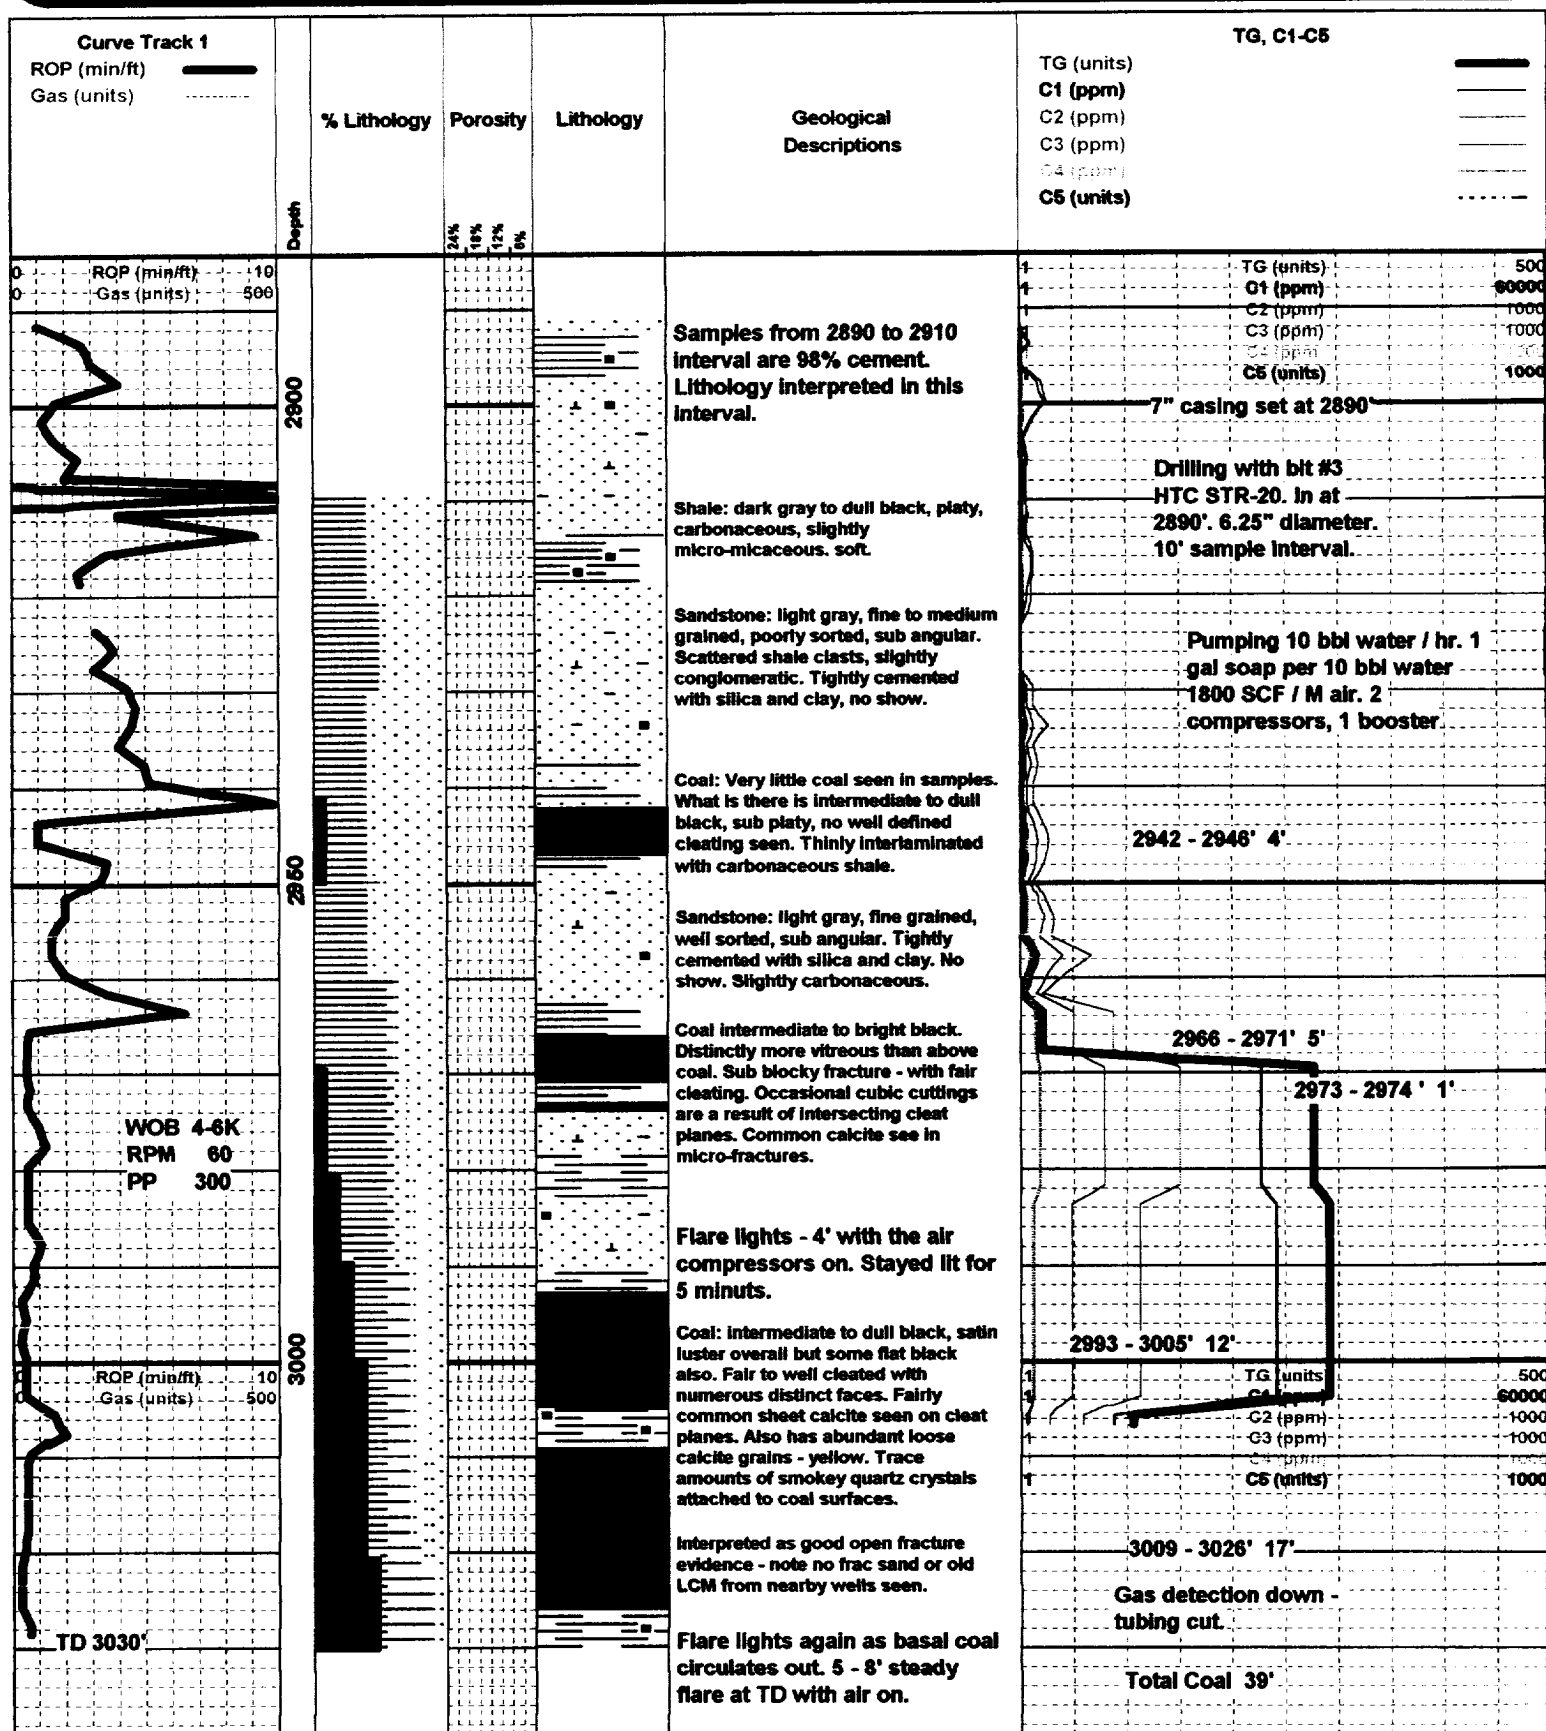 Curve Track 1
ROP (min/ft)
Gas (units)
Depth
% Lithology
Porosity
24%
18%
12%
6%
Lithology
Geological
Descriptions
TG, C1-C5
TG (units)
C1 (ppm)
C2 (ppm)
C3 (ppm)
C4 (ppm)
C5 (units)
0 ROP (min/ft) 10
0 Gas (units) 500
1 TG (units) 500
1 C1 (ppm) 60000
C2 (ppm) 1000
C3 (ppm) 1000
C4 (ppm)
C5 (units) 1000
Samples from 2890 to 2910
interval are 98% cement.
Lithology interpreted in this
interval.
2900
7" casing set at 2890'
Drilling with bit #3
HTC STR-20. In at
2890'. 6.25" diameter.
10' sample interval.
Shale: dark gray to dull black, platy,
carbonaceous, slightly
micro-micaceous. soft.
Sandstone: light gray, fine to medium
grained, poorly sorted, sub angular.
Scattered shale clasts, slightly
conglomeratic. Tightly cemented
with silica and clay, no show.
Pumping 10 bbl water / hr. 1
gal soap per 10 bbl water
1800 SCF / M air. 2
compressors, 1 booster
Coal: Very little coal seen in samples.
What is there is intermediate to dull
black, sub platy, no well defined
cleating seen. Thinly interlaminated
with carbonaceous shale.
2942 - 2946' 4'
2950
Sandstone: light gray, fine grained,
well sorted, sub angular. Tightly
cemented with silica and clay. No
show. Slightly carbonaceous.
Coal intermediate to bright black.
Distinctly more vitreous than above
coal. Sub blocky fracture - with fair
cleating. Occasional cubic cuttings
are a result of intersecting cleat
planes. Common calcite see in
micro-fractures.
2966 - 2971' 5'
2973 - 2974 ' 1'
WOB 4-6K
RPM 60
PP 300
Flare lights - 4' with the air
compressors on. Stayed lit for
5 minuts.
2993 - 3005' 12'
3000
ROP (min/ft) 10
0 Gas (units) 500
1 TG (units 500
1 C1 (ppm) 60000
1 C2 (ppm) 1000
1 C3 (ppm) 1000
C4 (ppm)
1 C5 (units) 1000
Coal: intermediate to dull black, satin
luster overall but some flat black
also. Fair to well cleated with
numerous distinct faces. Fairly
common sheet calcite seen on cleat
planes. Also has abundant loose
calcite grains - yellow. Trace
amounts of smokey quartz crystals
attached to coal surfaces.
Interpreted as good open fracture
evidence - note no frac sand or old
LCM from nearby wells seen.
3009 - 3026' 17'
Gas detection down -
tubing cut.
TD 3030'
Flare lights again as basal coal
circulates out. 5 - 8' steady
flare at TD with air on.
Total Coal 39'